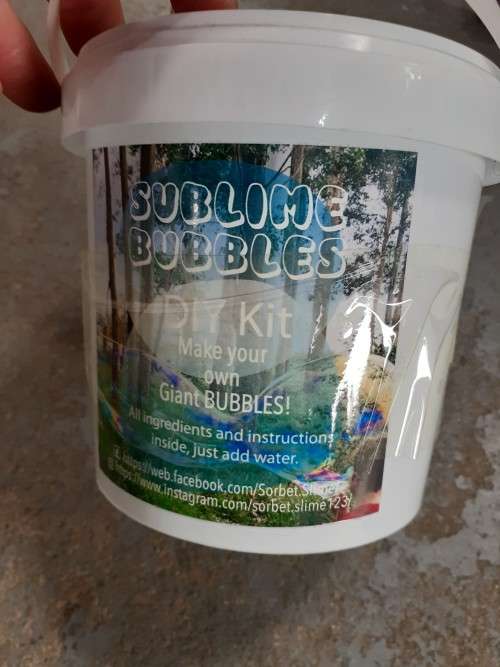 SUBLIME
BUBBLES
DIY Kit
Make your
own
Giant BUBBLES!
All ingredients and instructions
inside, just add water.
https://web.facebook.com/Sorbet.Slime
https://www.instagram.com/sorbet.slime123/